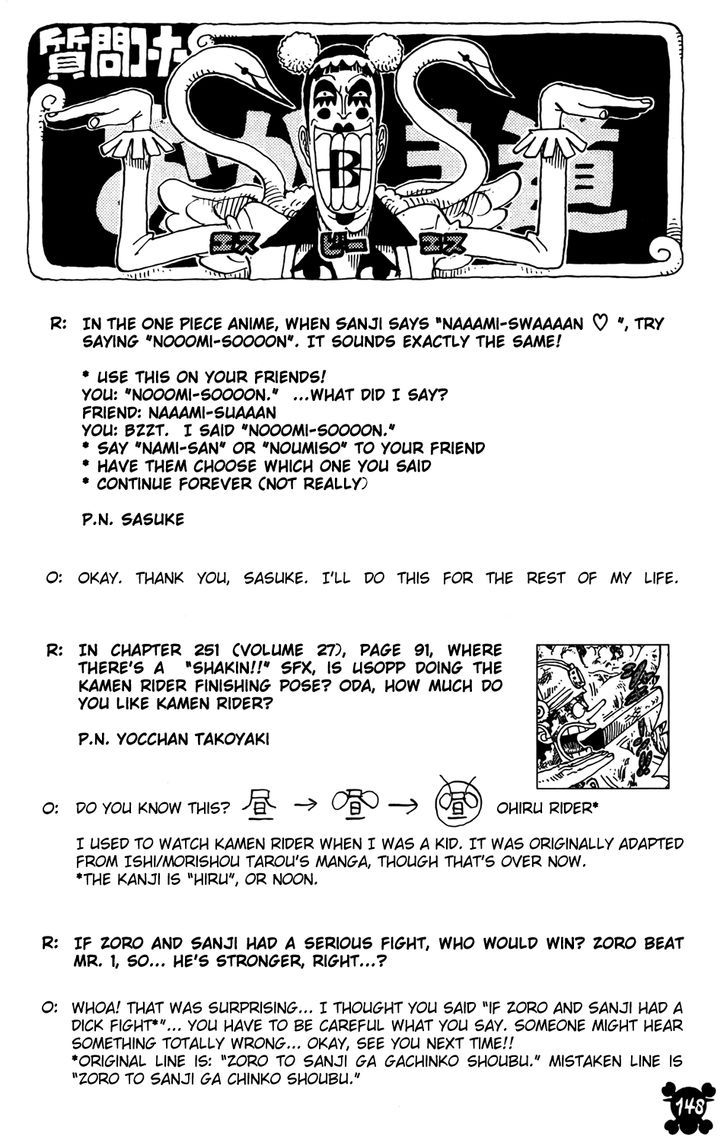 質問コーナー
B
R: IN THE ONE PIECE ANIME, WHEN SANJI SAYS "NAAAMI-SWAAAAN ♡ ", TRY
SAYING "NOOOMI-SOOOON". IT SOUNDS EXACTLY THE SAME!
* USE THIS ON YOUR FRIENDS!
YOU: "NOOOMI-SOOOON." ...WHAT DID I SAY?
FRIEND: NAAAMI-SUAAAN
YOU: BZZT. I SAID "NOOOMI-SOOOON."
* SAY "NAMI-SAN" OR "NOUMISO" TO YOUR FRIEND
* HAVE THEM CHOOSE WHICH ONE YOU SAID
* CONTINUE FOREVER (NOT REALLY)
P.N. SASUKE
O: OKAY. THANK YOU, SASUKE. I'LL DO THIS FOR THE REST OF MY LIFE.
R: IN CHAPTER 251 (VOLUME 27), PAGE 91, WHERE
THERE'S A "SHAKIN!!" SFX, IS USOPP DOING THE
KAMEN RIDER FINISHING POSE? ODA, HOW MUCH DO
YOU LIKE KAMEN RIDER?
P.N. YOCCHAN TAKOYAKI
O: DO YOU KNOW THIS? 昼 → 昼 → 昼 OHIRU RIDER*
I USED TO WATCH KAMEN RIDER WHEN I WAS A KID. IT WAS ORIGINALLY ADAPTED
FROM ISHI/MORISHOU TAROU'S MANGA, THOUGH THAT'S OVER NOW.
*THE KANJI IS "HIRU", OR NOON.
R: IF ZORO AND SANJI HAD A SERIOUS FIGHT, WHO WOULD WIN? ZORO BEAT
MR. 1, SO... HE'S STRONGER, RIGHT...?
O: WHOA! THAT WAS SURPRISING... I THOUGHT YOU SAID "IF ZORO AND SANJI HAD A
DICK FIGHT*"... YOU HAVE TO BE CAREFUL WHAT YOU SAY. SOMEONE MIGHT HEAR
SOMETHING TOTALLY WRONG... OKAY, SEE YOU NEXT TIME!!
*ORIGINAL LINE IS: "ZORO TO SANJI GA GACHINKO SHOUBU." MISTAKEN LINE IS
"ZORO TO SANJI GA CHINKO SHOUBU."
148